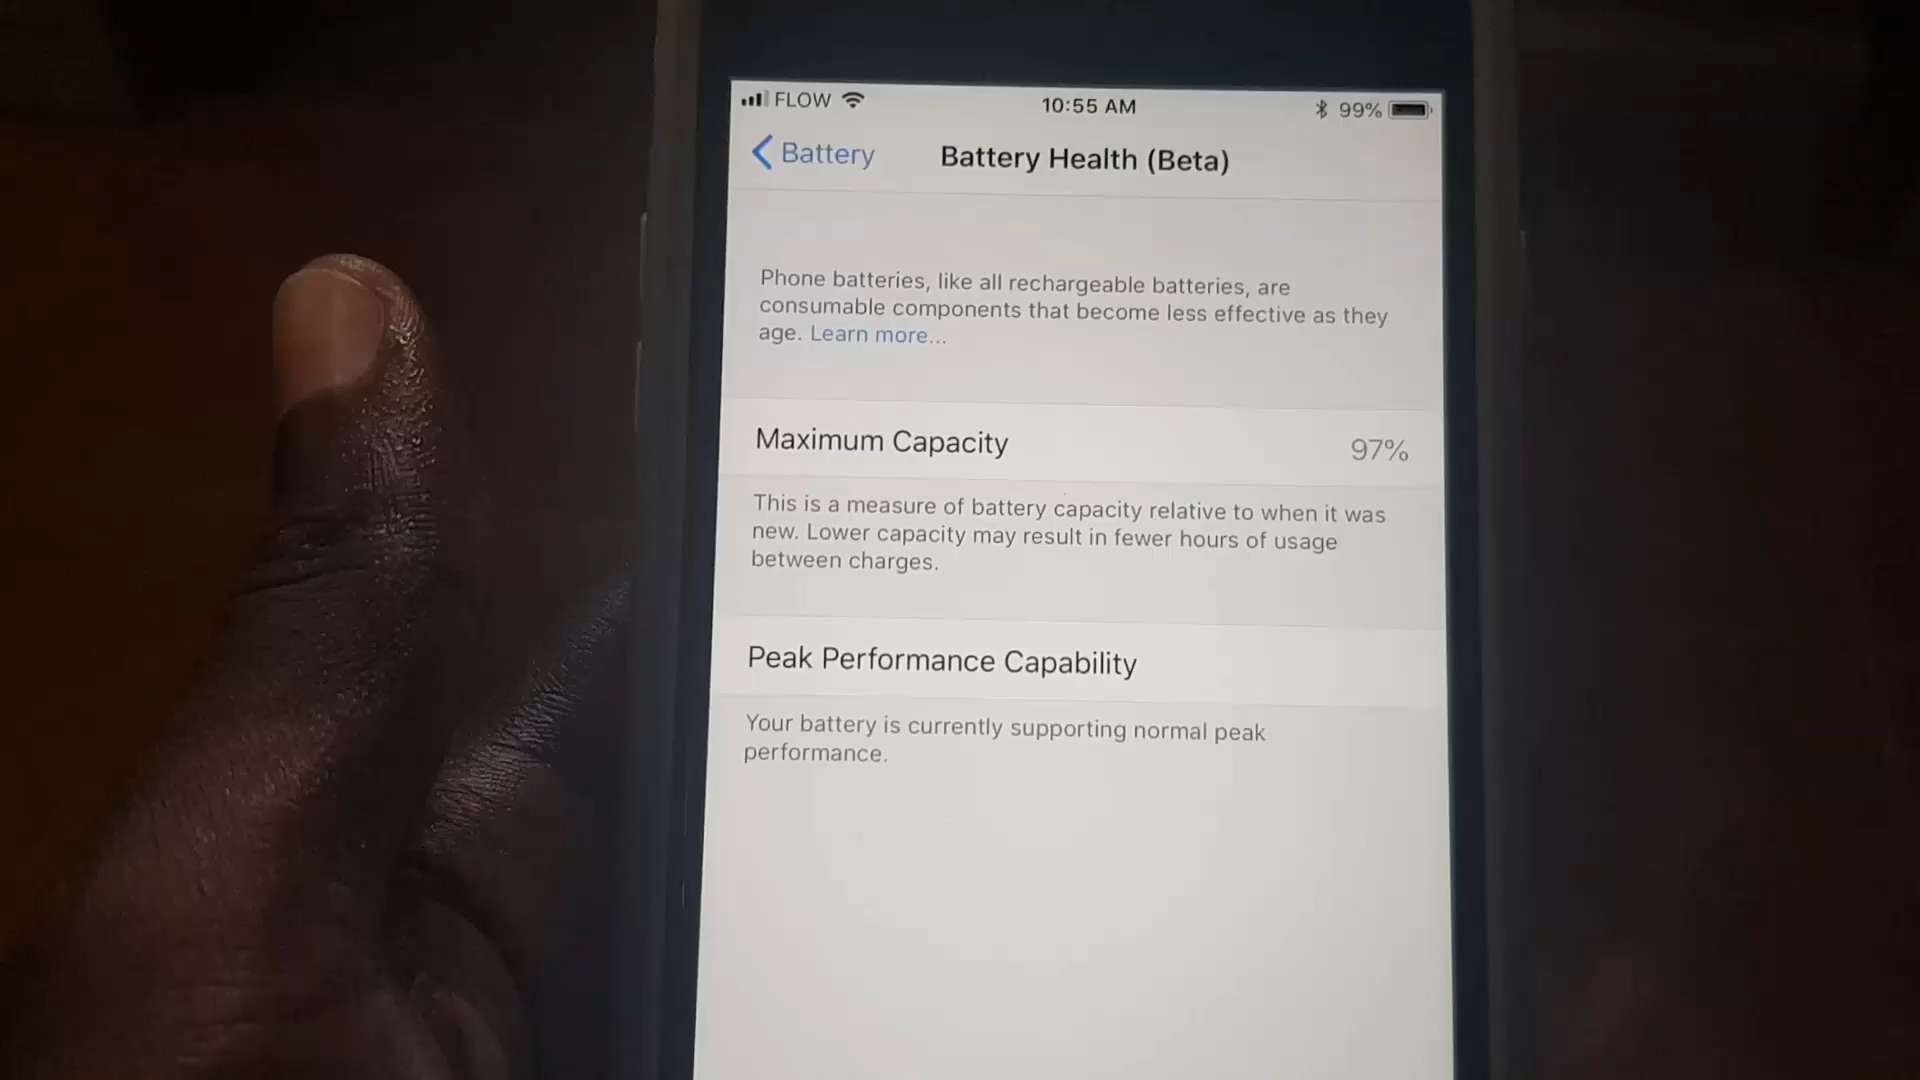 FLOW
10:55 AM
99%
Battery
Battery Health (Beta)
Phone batteries, like all rechargeable batteries, are
consumable components that become less effective as they
age. Learn more...
Maximum Capacity
97%
This is a measure of battery capacity relative to when it was
new. Lower capacity may result in fewer hours of usage
between charges.
Peak Performance Capability
Your battery is currently supporting normal peak
performance.